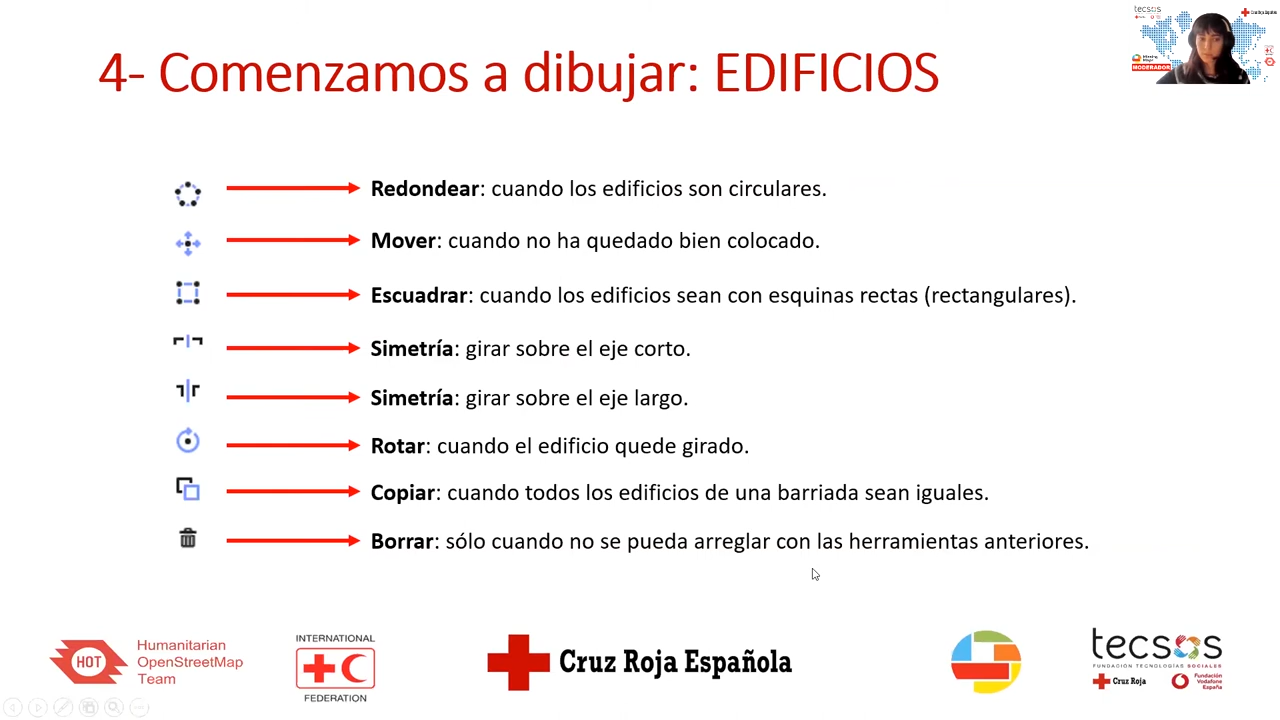 4- Comenzamos a dibujar: EDIFICIOS
tecsos
MODERADOR
Redondear: cuando los edificios son circulares.
Mover: cuando no ha quedado bien colocado.
Escuadrar: cuando los edificios sean con esquinas rectas (rectangulares).
Simetría: girar sobre el eje corto.
Simetría: girar sobre el eje largo.
Rotar: cuando el edificio quede girado.
Copiar: cuando todos los edificios de una barriada sean iguales.
Borrar: sólo cuando no se pueda arreglar con las herramientas anteriores.
HOT
Humanitarian
OpenStreetMap
Team
INTERNATIONAL
FEDERATION
Cruz Roja Española
tecsos
FUNDACIÓN TECNOLOGÍAS SOCIALES
Cruz Roja
Fundación
Vodafone
España